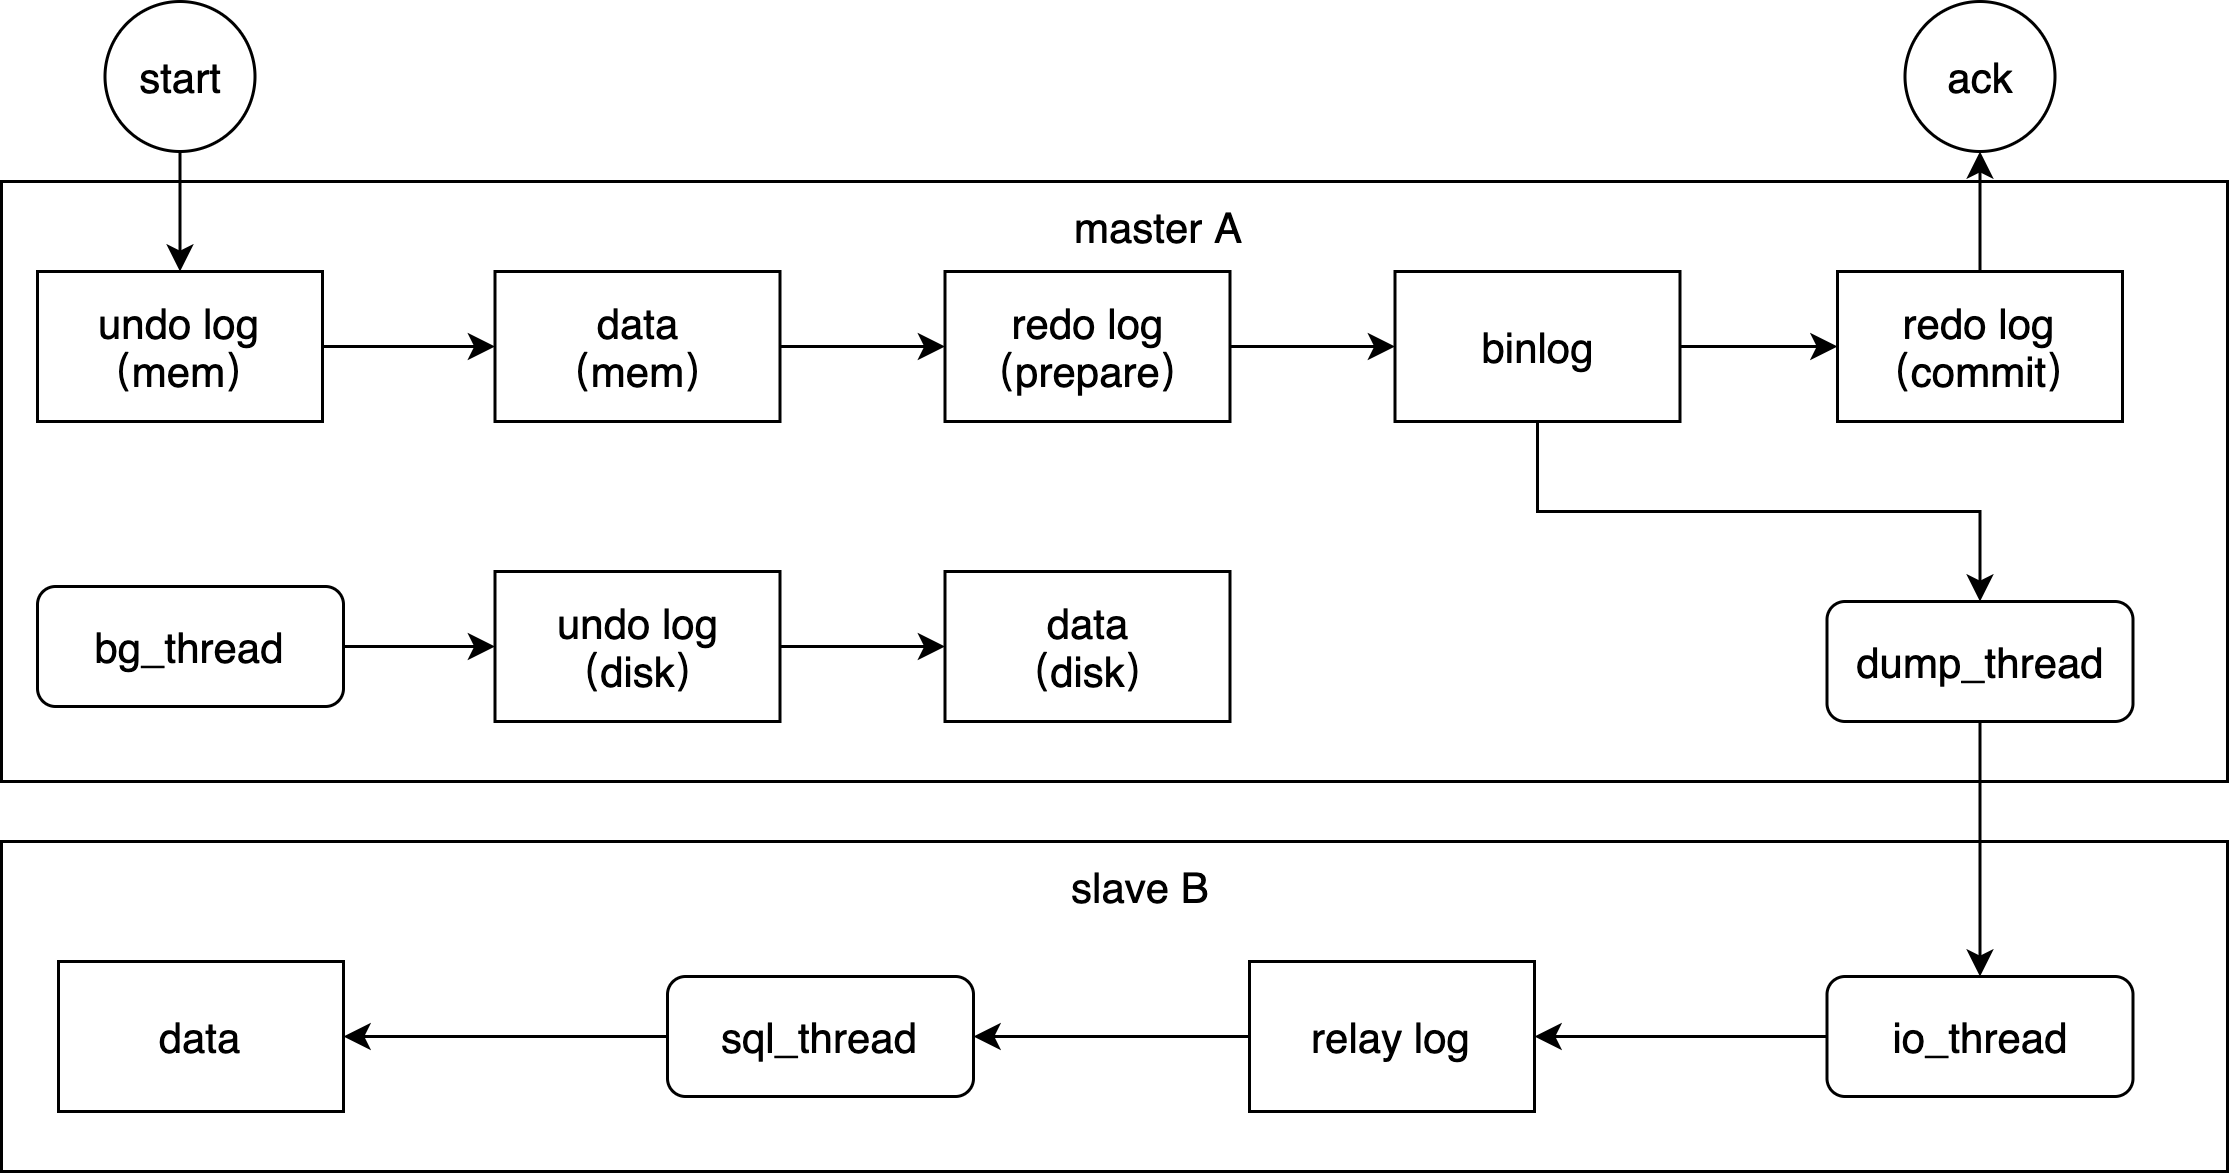 start
ack
master A
undo log
(mem)
data
(mem)
redo log
(prepare)
binlog
redo log
(commit)
bg_thread
undo log
(disk)
data
(disk)
dump_thread
slave B
data
sql_thread
relay log
io_thread